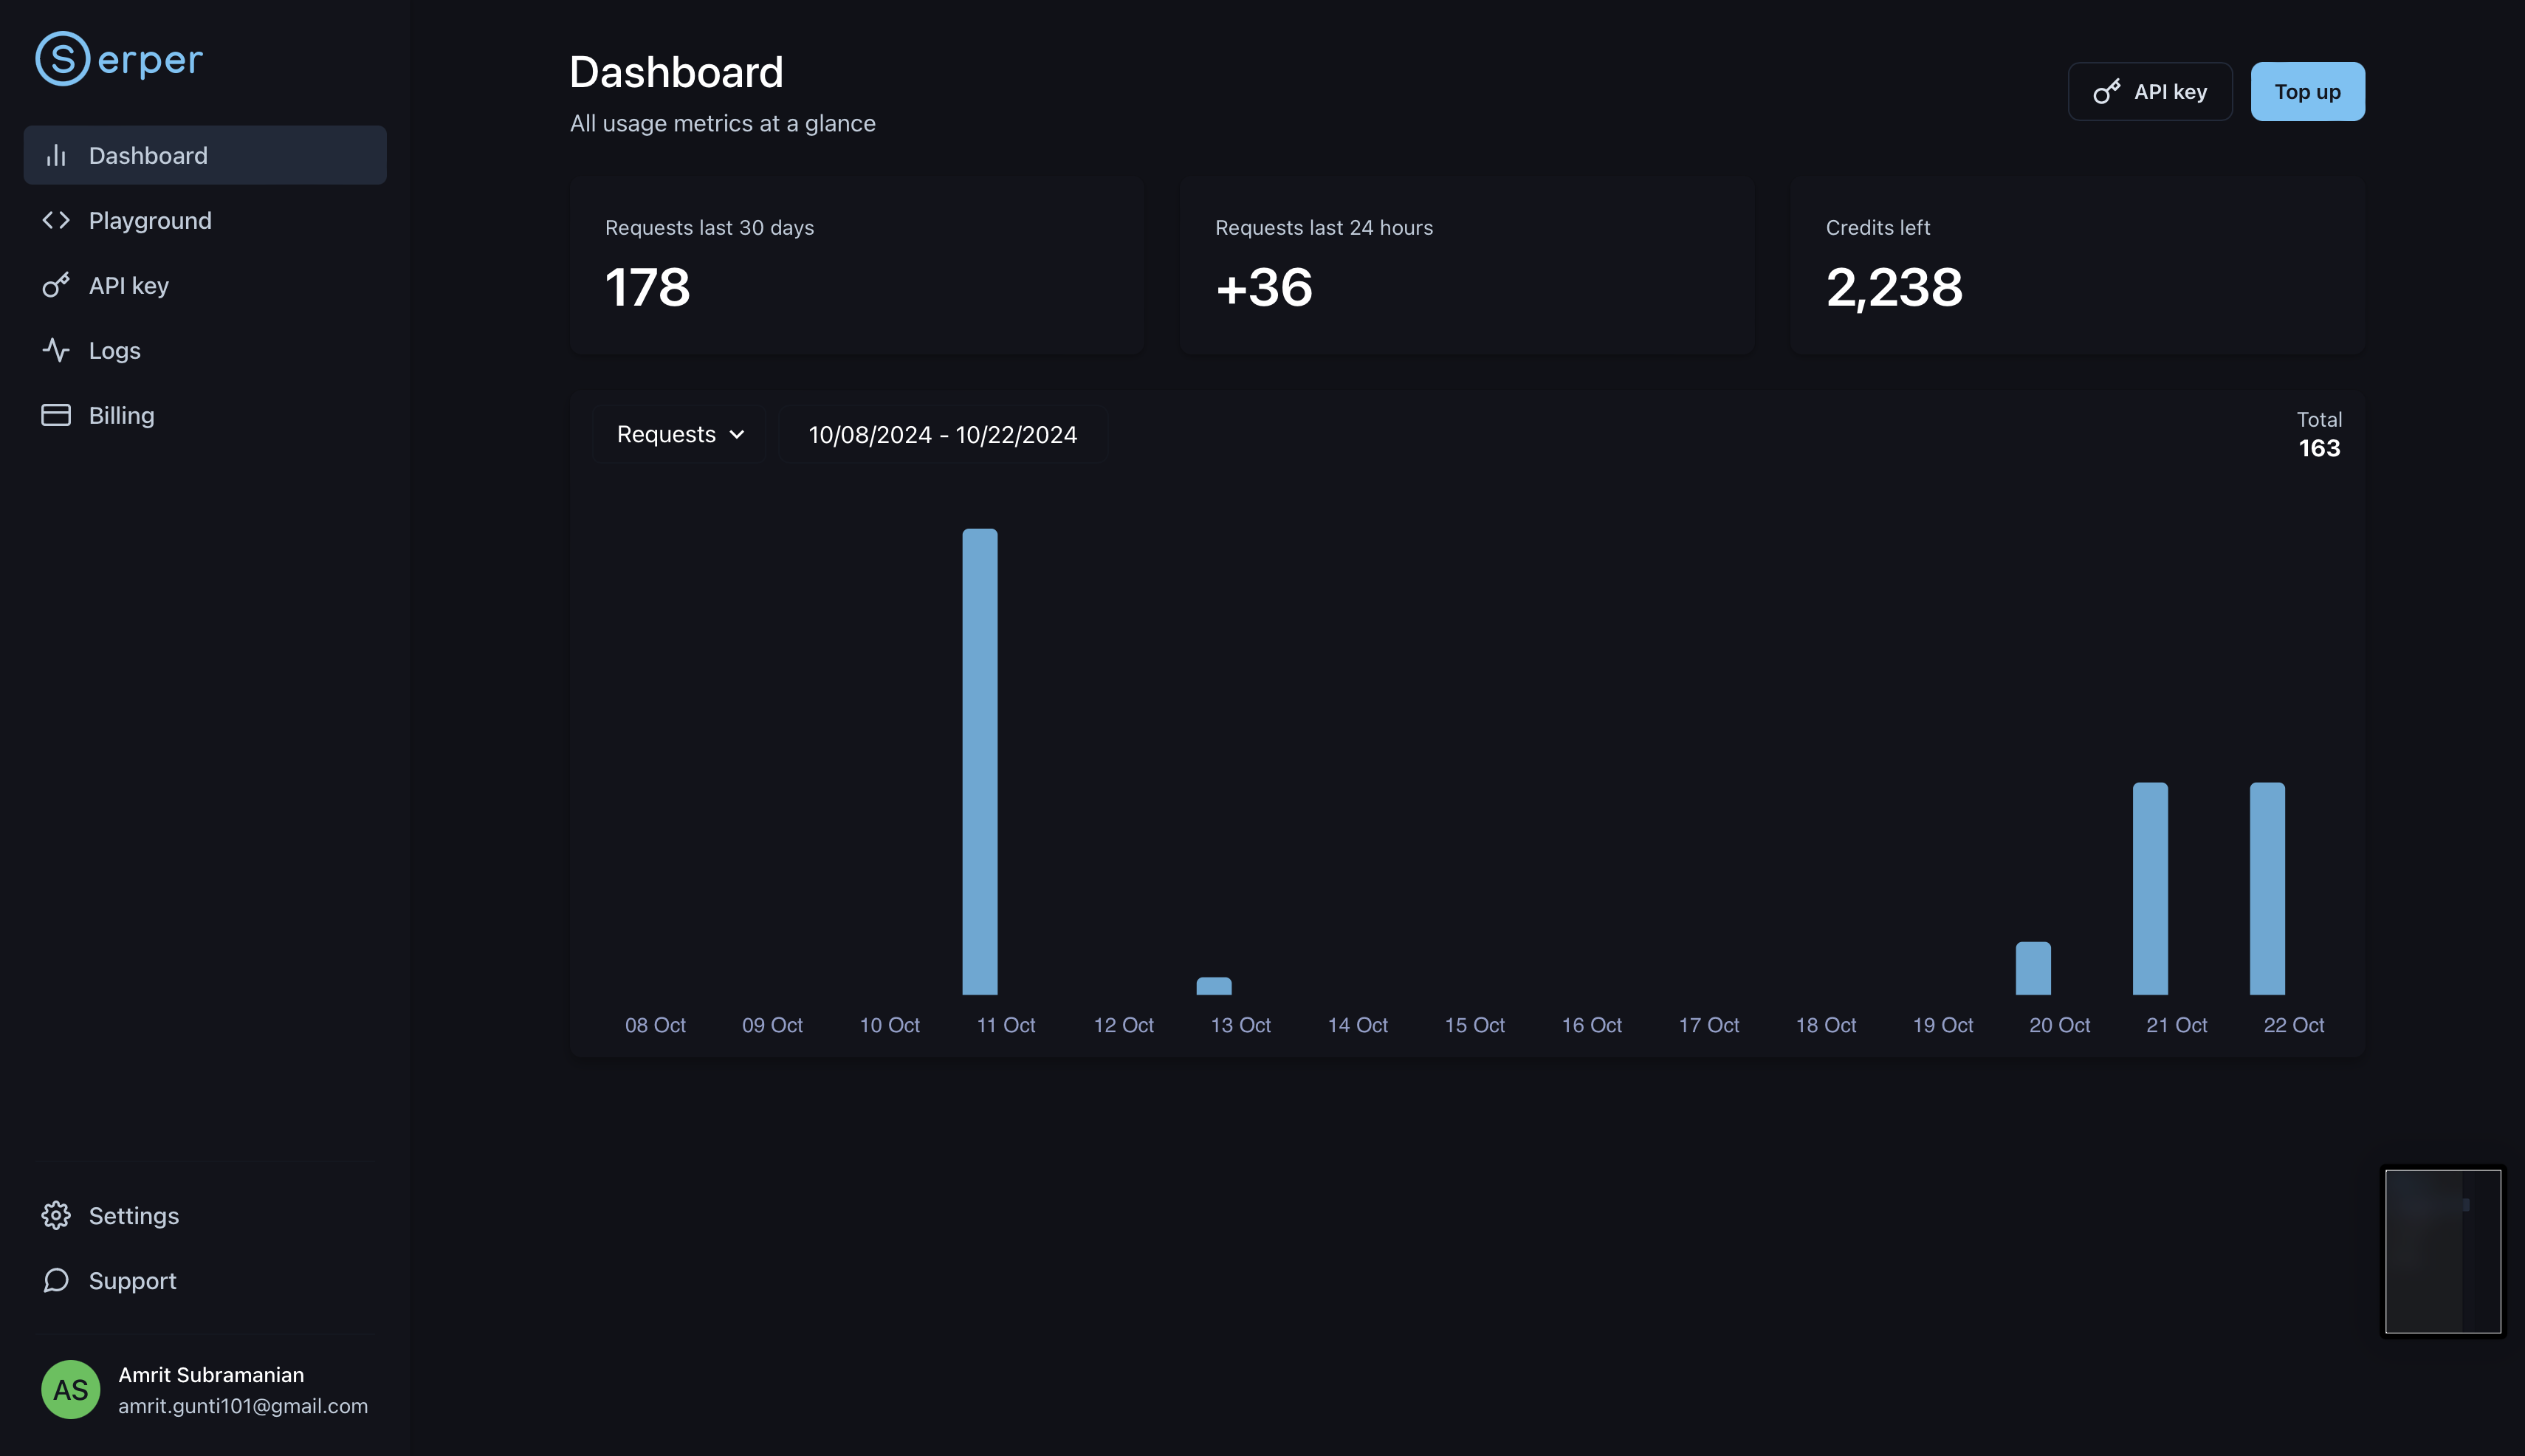 Serper
Dashboard
Playground
API key
Logs
Billing
Settings
Support
AS
Amrit Subramanian
amrit.gunti101@gmail.com
Dashboard
All usage metrics at a glance
API key
Top up
Requests last 30 days
178
Requests last 24 hours
+36
Credits left
2,238
Requests
10/08/2024 - 10/22/2024
Total
163
08 Oct
09 Oct
10 Oct
11 Oct
12 Oct
13 Oct
14 Oct
15 Oct
16 Oct
17 Oct
18 Oct
19 Oct
20 Oct
21 Oct
22 Oct